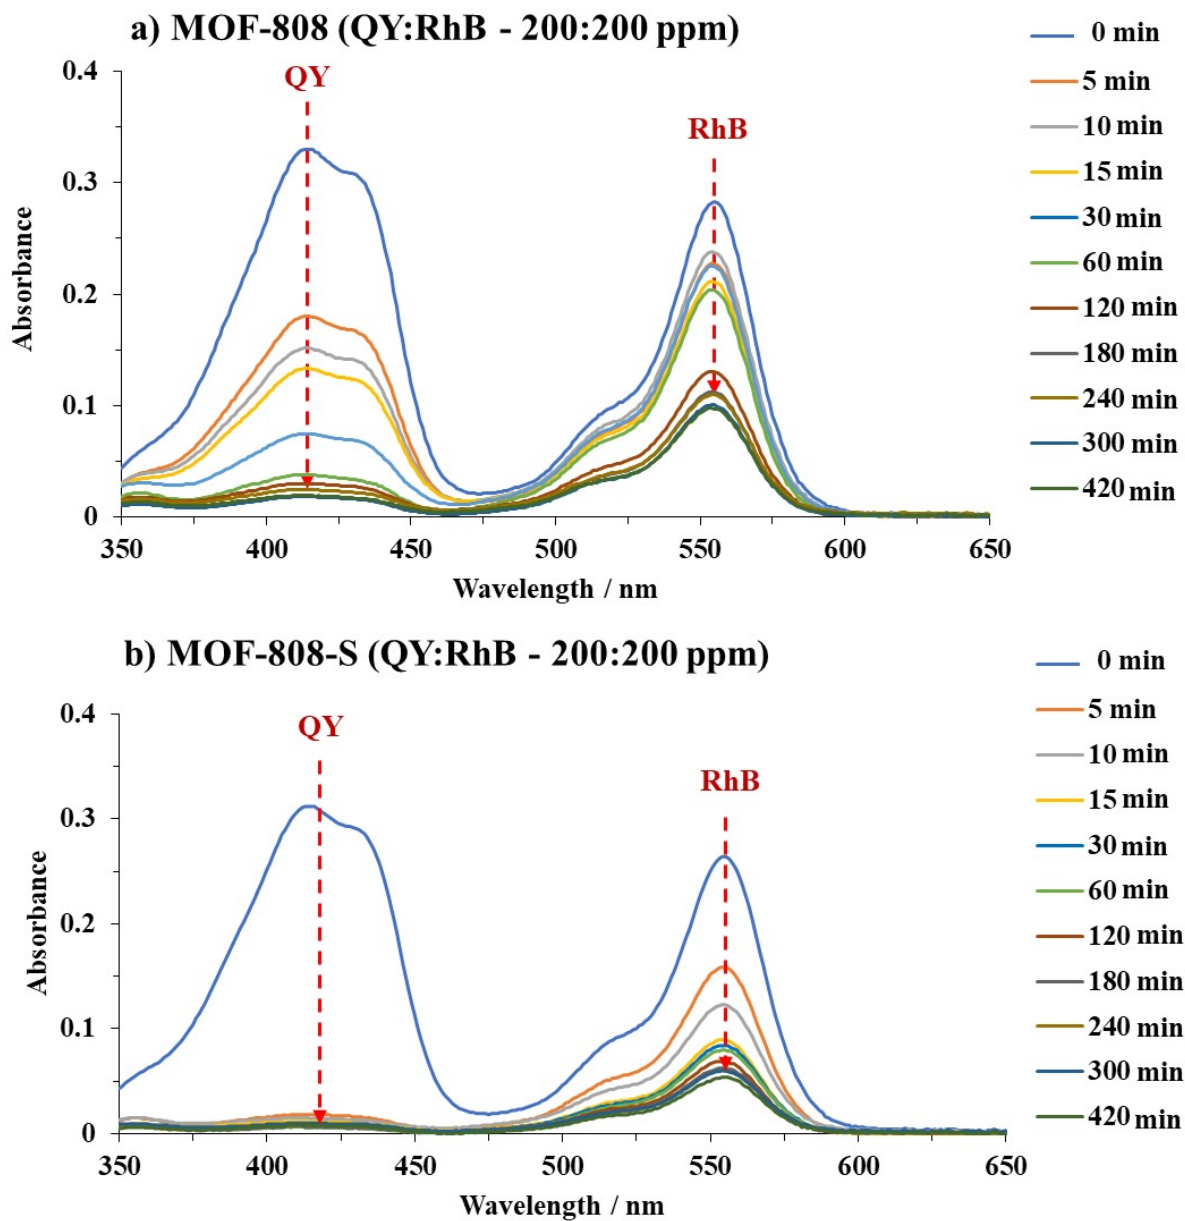 a) MOF-808 (QY:RhB - 200:200 ppm)
0 min
5 min
10 min
15 min
30 min
60 min
120 min
180 min
240 min
300 min
420 min
QY
RhB
Absorbance
0.4
0.3
0.2
0.1
0
350 400 450 500 550 600 650
Wavelength / nm
b) MOF-808-S (QY:RhB - 200:200 ppm)
0 min
5 min
10 min
15 min
30 min
60 min
120 min
180 min
240 min
300 min
420 min
QY
RhB
Absorbance
0.4
0.3
0.2
0.1
0
350 400 450 500 550 600 650
Wavelength / nm